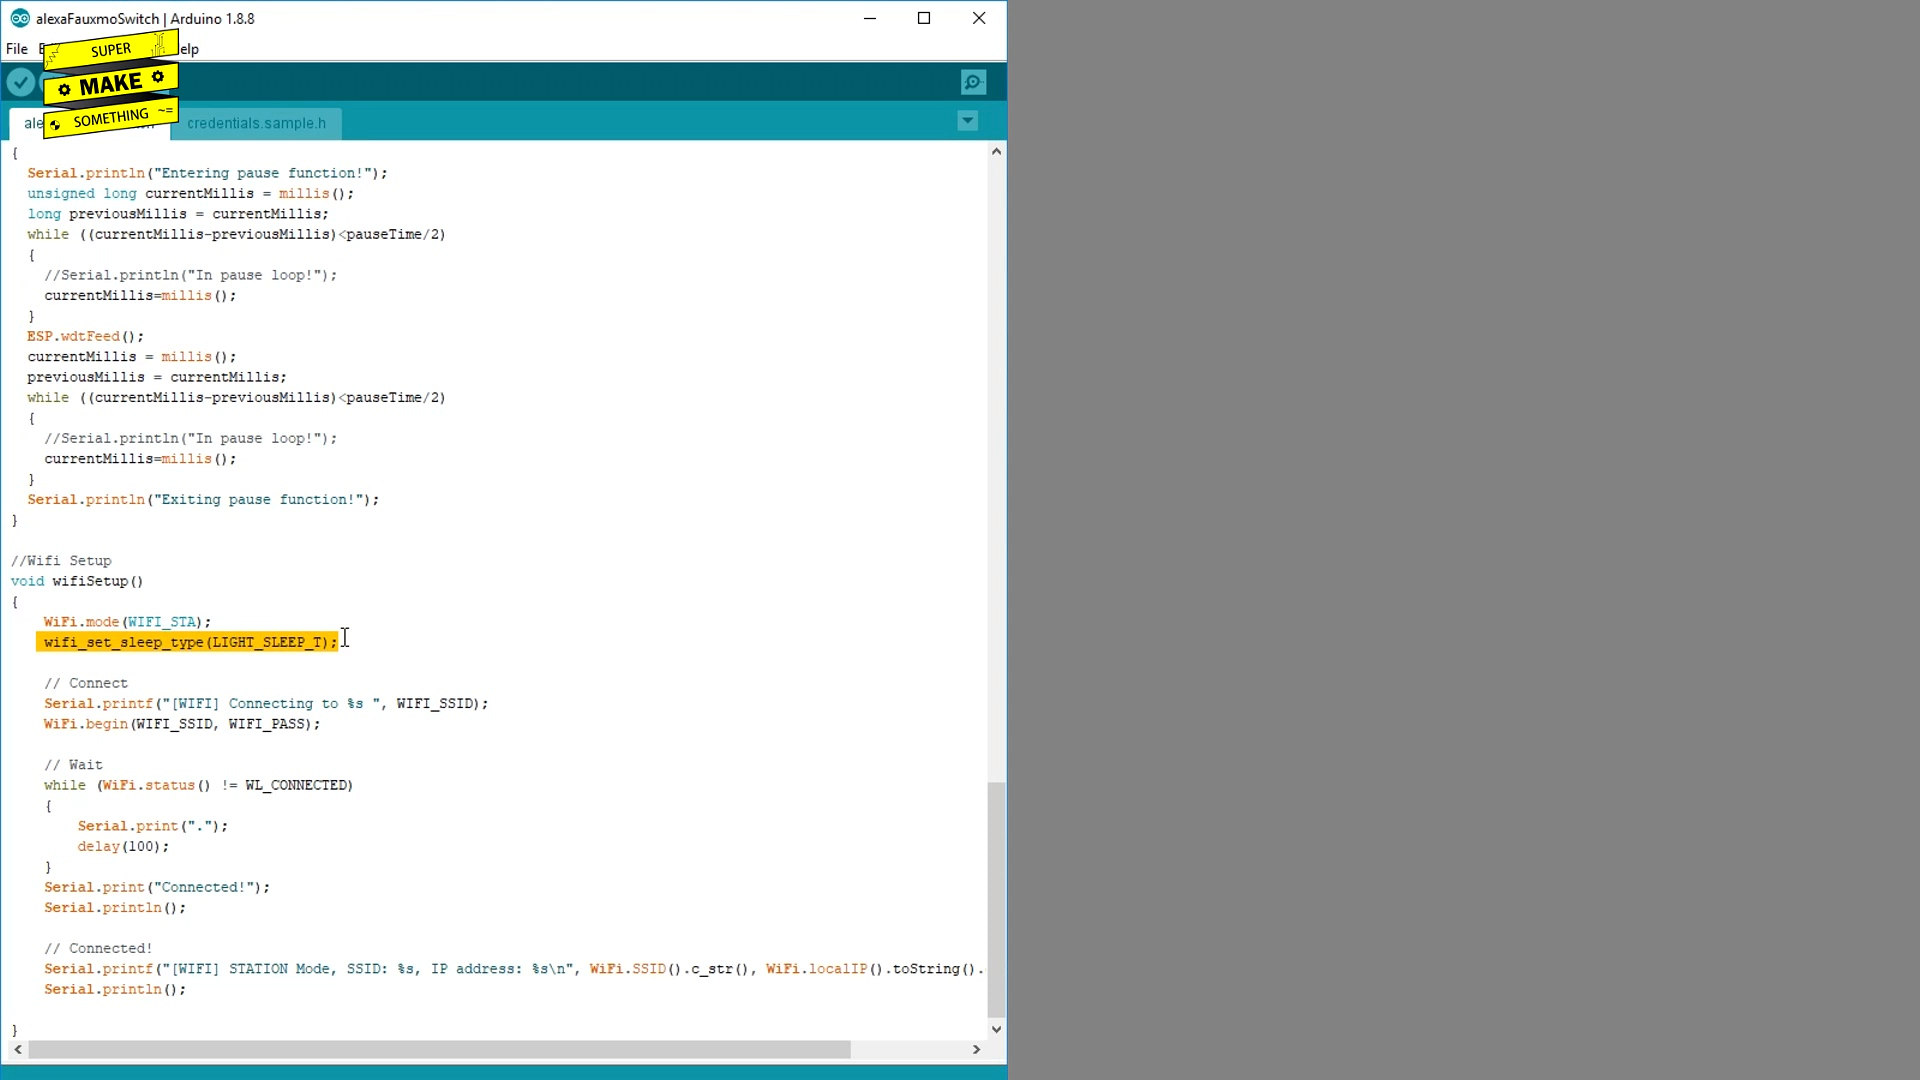 alexaFauxmoSwitch | Arduino 1.8.8
File E elp
SUPER
MAKE
SOMETHING ~=
ale credentials.sample.h
{
Serial.println("Entering pause function!");
unsigned long currentMillis = millis();
long previousMillis = currentMillis;
while ((currentMillis-previousMillis)<pauseTime/2)
{
//Serial.println("In pause loop!");
currentMillis=millis();
}
ESP.wdtFeed();
currentMillis = millis();
previousMillis = currentMillis;
while ((currentMillis-previousMillis)<pauseTime/2)
{
//Serial.println("In pause loop!");
currentMillis=millis();
}
Serial.println("Exiting pause function!");
}
//Wifi Setup
void wifiSetup()
{
WiFi.mode(WIFI_STA);
wifi_set_sleep_type(LIGHT_SLEEP_T);
// Connect
Serial.printf("[WIFI] Connecting to %s ", WIFI_SSID);
WiFi.begin(WIFI_SSID, WIFI_PASS);
// Wait
while (WiFi.status() != WL_CONNECTED)
{
Serial.print(".");
delay(100);
}
Serial.print("Connected!");
Serial.println();
// Connected!
Serial.printf("[WIFI] STATION Mode, SSID: %s, IP address: %s\n", WiFi.SSID().c_str(), WiFi.localIP().toString().
Serial.println();
}